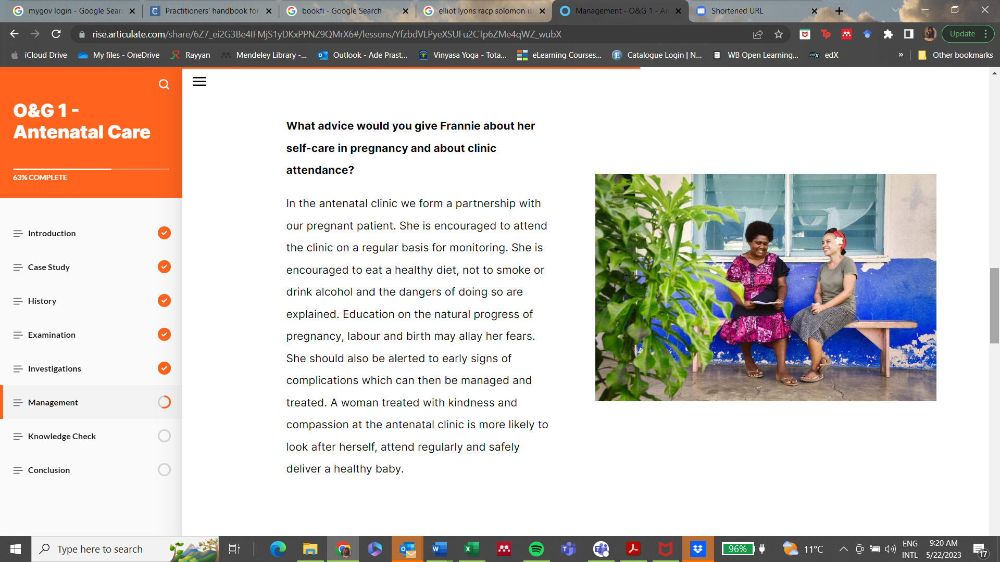 mygov login - Google Sear
Practitioners' handbook for
bookfi - Google Search
elliot lyons racp solomon is
Management - O&G 1 - An
Shortened URL
rise.articulate.com/share/6Z7_ei2G3Be4IFMjS1yDKxPPNZ9QMrX6#/lessons/YfzbdVLPyeXSUFu2CTp6ZMe4qWZ_wubX
Tp
Update
iCloud Drive
My files - OneDrive
Rayyan
Mendeley Library -...
Outlook - Ade Prast...
Vinyasa Yoga - Tota...
eLearning Courses...
Catalogue Login | N...
WB Open Learning...
edX
edX
»
Other bookmarks
O&G 1 -
Antenatal Care
63% COMPLETE
Introduction
Case Study
History
Examination
Investigations
Management
Knowledge Check
Conclusion
What advice would you give Frannie about her
self-care in pregnancy and about clinic
attendance?
In the antenatal clinic we form a partnership with
our pregnant patient. She is encouraged to attend
the clinic on a regular basis for monitoring. She is
encouraged to eat a healthy diet, not to smoke or
drink alcohol and the dangers of doing so are
explained. Education on the natural progress of
pregnancy, labour and birth may allay her fears.
She should also be alerted to early signs of
complications which can then be managed and
treated. A woman treated with kindness and
compassion at the antenatal clinic is more likely to
look after herself, attend regularly and safely
deliver a healthy baby.
Type here to search
96%
11°C
ENG
INTL
9:20 AM
5/22/2023
17